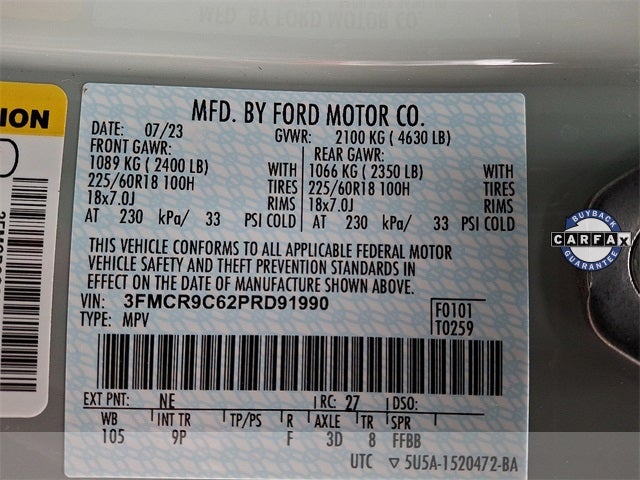 MFD. BY FORD MOTOR CO.
DATE: 07/23 GVWR: 2100 KG ( 4630 LB)
FRONT GAWR: REAR GAWR:
1089 KG ( 2400 LB) WITH 1066 KG ( 2350 LB) WITH
225/60R18 100H TIRES 225/60R18 100H TIRES
18x7.0J RIMS 18x7.0J RIMS
AT 230 kPa/ 33 PSI COLD AT 230 kPa/ 33 PSI COLD
THIS VEHICLE CONFORMS TO ALL APPLICABLE FEDERAL MOTOR
VEHICLE SAFETY AND THEFT PREVENTION STANDARDS IN
EFFECT ON THE DATE OF MANUFACTURE SHOWN ABOVE.
VIN: 3FMCR9C62PRD91990 F0101
TYPE: MPV T0259
EXT PNT: NE RC: 27 DSO:
WB INT TR TP/PS R AXLE TR SPR
105 9P F 3D 8 FFBB
UTC ▽ 5U5A-1520472-BA
BUYBACK
CARFAX